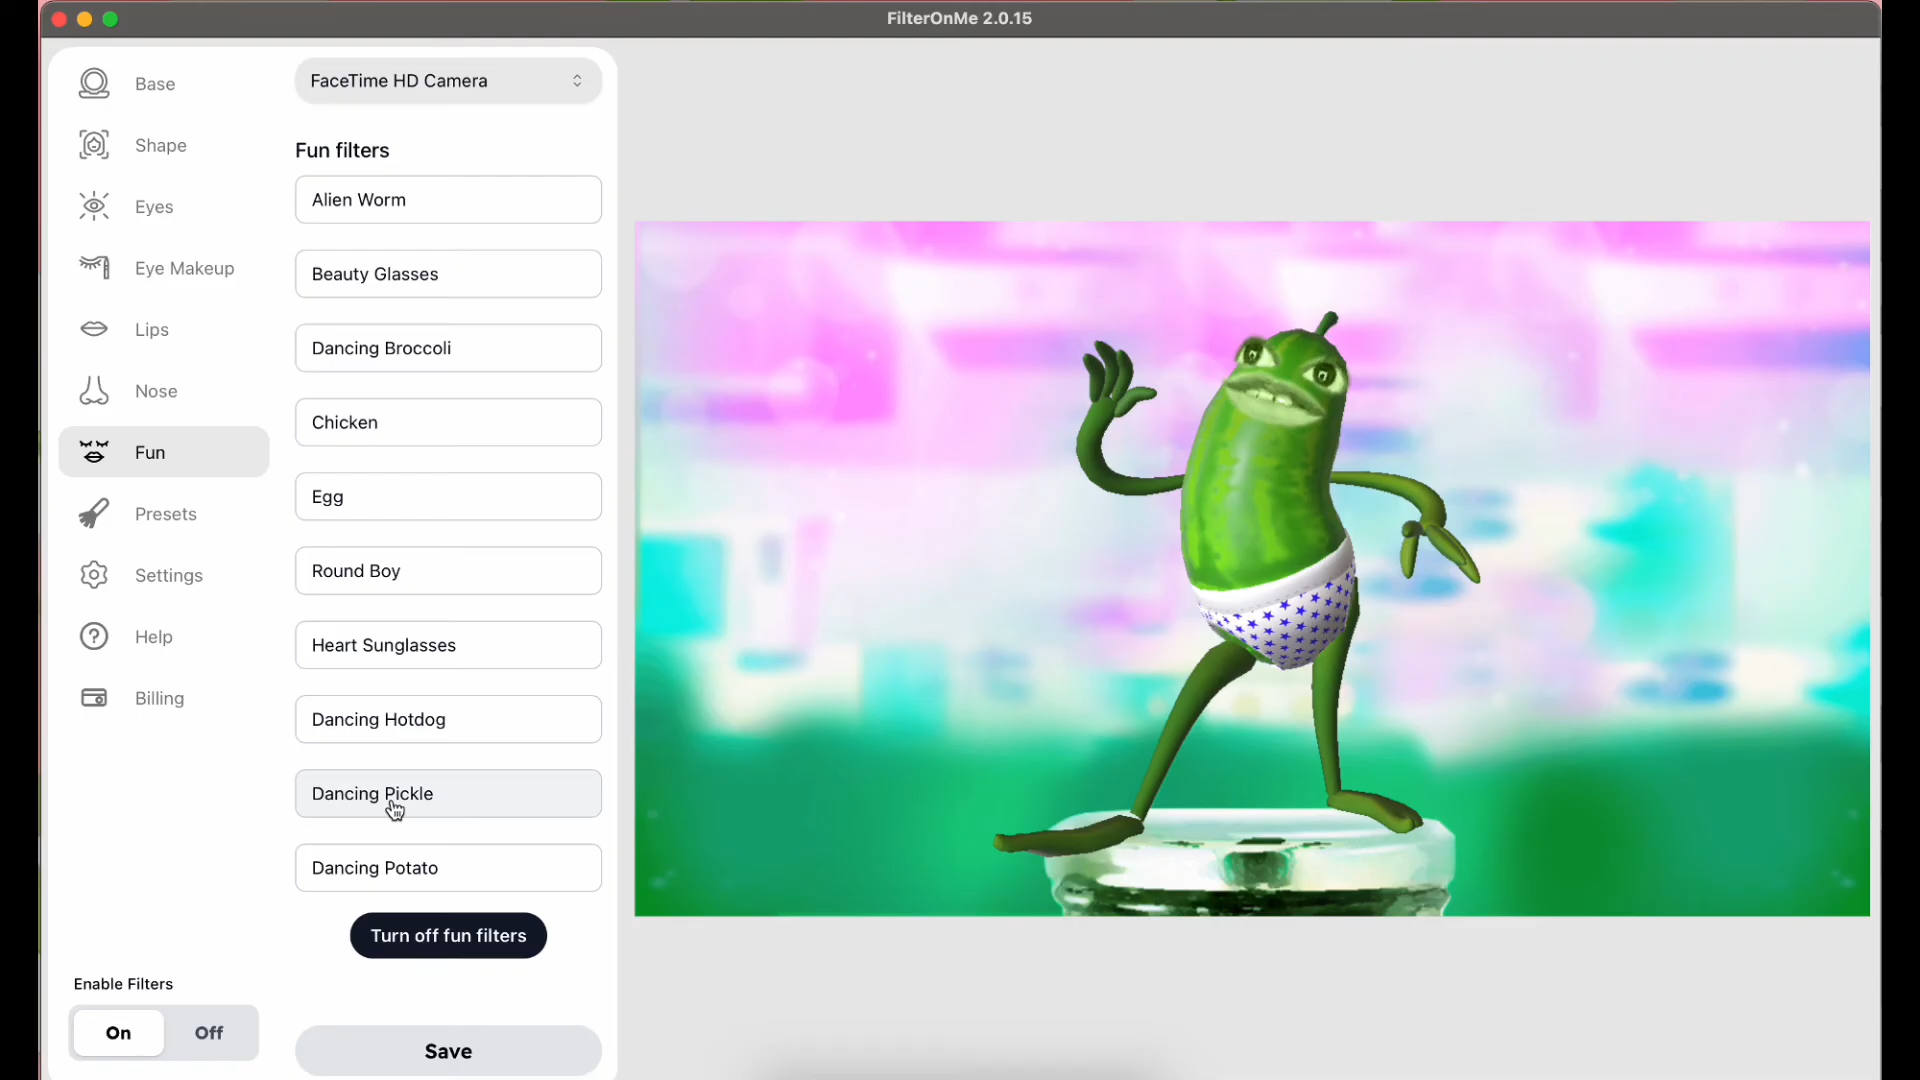 FilterOnMe 2.0.15
Base
Shape
Eyes
Eye Makeup
Lips
Nose
Fun
Presets
Settings
Help
Billing
Enable Filters
On
Off
FaceTime HD Camera
Fun filters
Alien Worm
Beauty Glasses
Dancing Broccoli
Chicken
Egg
Round Boy
Heart Sunglasses
Dancing Hotdog
Dancing Pickle
Dancing Potato
Turn off fun filters
Save